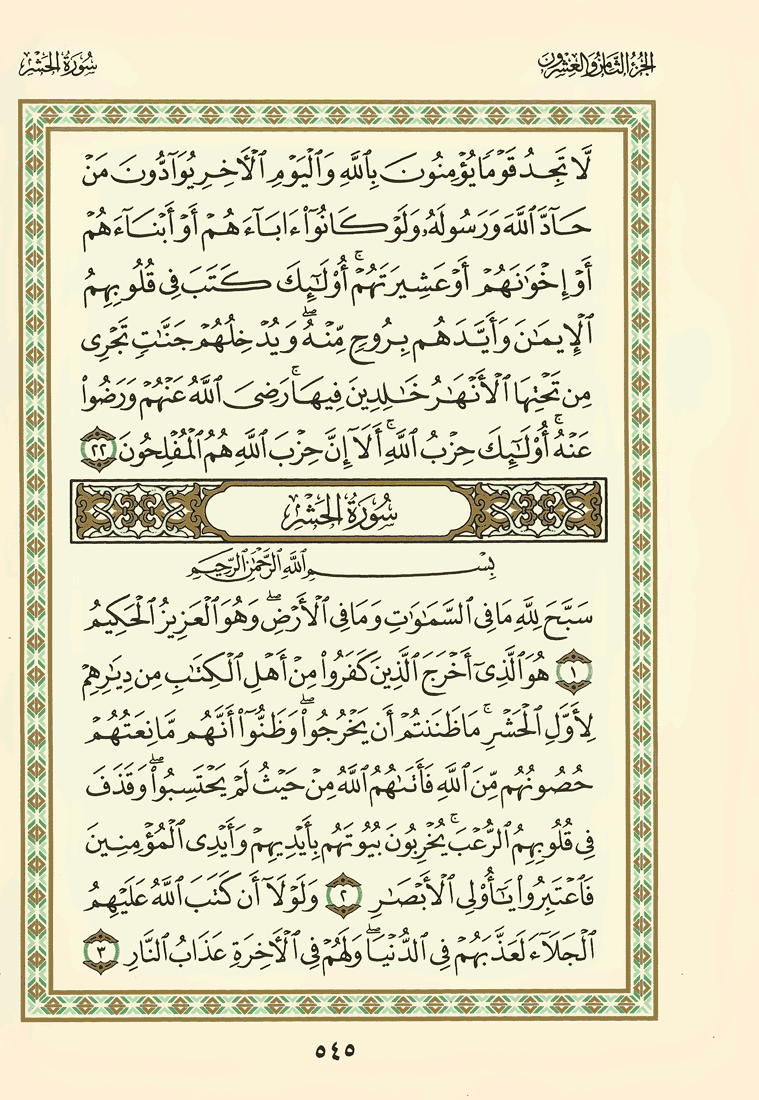 الجزء الثامن والعشرون
سورة الحشر
لَّا تَجِدُ قَوْمًا يُؤْمِنُونَ بِٱللَّهِ وَٱلْيَوْمِ ٱلْأَخِرِ يُوَآدُّونَ مَنْ
حَآدَّ ٱللَّهَ وَرَسُولَهُۥ وَلَوْ كَانُوٓا۟ ءَابَآءَهُمْ أَوْ أَبْنَآءَهُمْ
أَوْ إِخْوَٰنَهُمْ أَوْ عَشِيرَتَهُمْ ۚ أُو۟لَٰٓئِكَ كَتَبَ فِى قُلُوبِهِمُ
ٱلْإِيمَٰنَ وَأَيَّدَهُم بِرُوحٍ مِّنْهُ ۖ وَيُدْخِلُهُمْ جَنَّٰتٍ تَجْرِى
مِن تَحْتِهَا ٱلْأَنْهَٰرُ خَٰلِدِينَ فِيهَا ۚ رَضِىَ ٱللَّهُ عَنْهُمْ وَرَضُوا۟
عَنْهُ ۚ أُو۟لَٰٓئِكَ حِزْبُ ٱللَّهِ ۚ أَلَآ إِنَّ حِزْبَ ٱللَّهِ هُمُ ٱلْمُفْلِحُونَ ٢٢
سُورَةُ الحَشْرِ
بِسْمِ ٱللَّهِ ٱلرَّحْمَٰنِ ٱلرَّحِيمِ
سَبَّحَ لِلَّهِ مَا فِى ٱلسَّمَٰوَٰتِ وَمَا فِى ٱلْأَرْضِ ۖ وَهُوَ ٱلْعَزِيزُ ٱلْحَكِيمُ
١ هُوَ ٱلَّذِىٓ أَخْرَجَ ٱلَّذِينَ كَفَرُوا۟ مِنْ أَهْلِ ٱلْكِتَٰبِ مِن دِيَٰرِهِمْ
لِأَوَّلِ ٱلْحَشْرِ ۚ مَا ظَنَنتُمْ أَن يَخْرُجُوا۟ ۖ وَظَنُّوٓا۟ أَنَّهُم مَّانِعَتُهُمْ
حُصُونُهُم مِّنَ ٱللَّهِ فَأَتَىٰهُمُ ٱللَّهُ مِنْ حَيْثُ لَمْ يَحْتَسِبُوا۟ ۖ وَقَذَفَ
فِى قُلُوبِهِمُ ٱلرُّعْبَ ۚ يُخْرِبُونَ بُيُوتَهُم بِأَيْدِيهِمْ وَأَيْدِى ٱلْمُؤْمِنِينَ
فَٱعْتَبِرُوا۟ يَٰٓأُو۟لِى ٱلْأَبْصَٰرِ ٢ وَلَوْلَآ أَن كَتَبَ ٱللَّهُ عَلَيْهِمُ
ٱلْجَلَآءَ لَعَذَّبَهُمْ فِى ٱلدُّنْيَا ۖ وَلَهُمْ فِى ٱلْأَخِرَةِ عَذَابُ ٱلنَّارِ ٣
٥٤٥